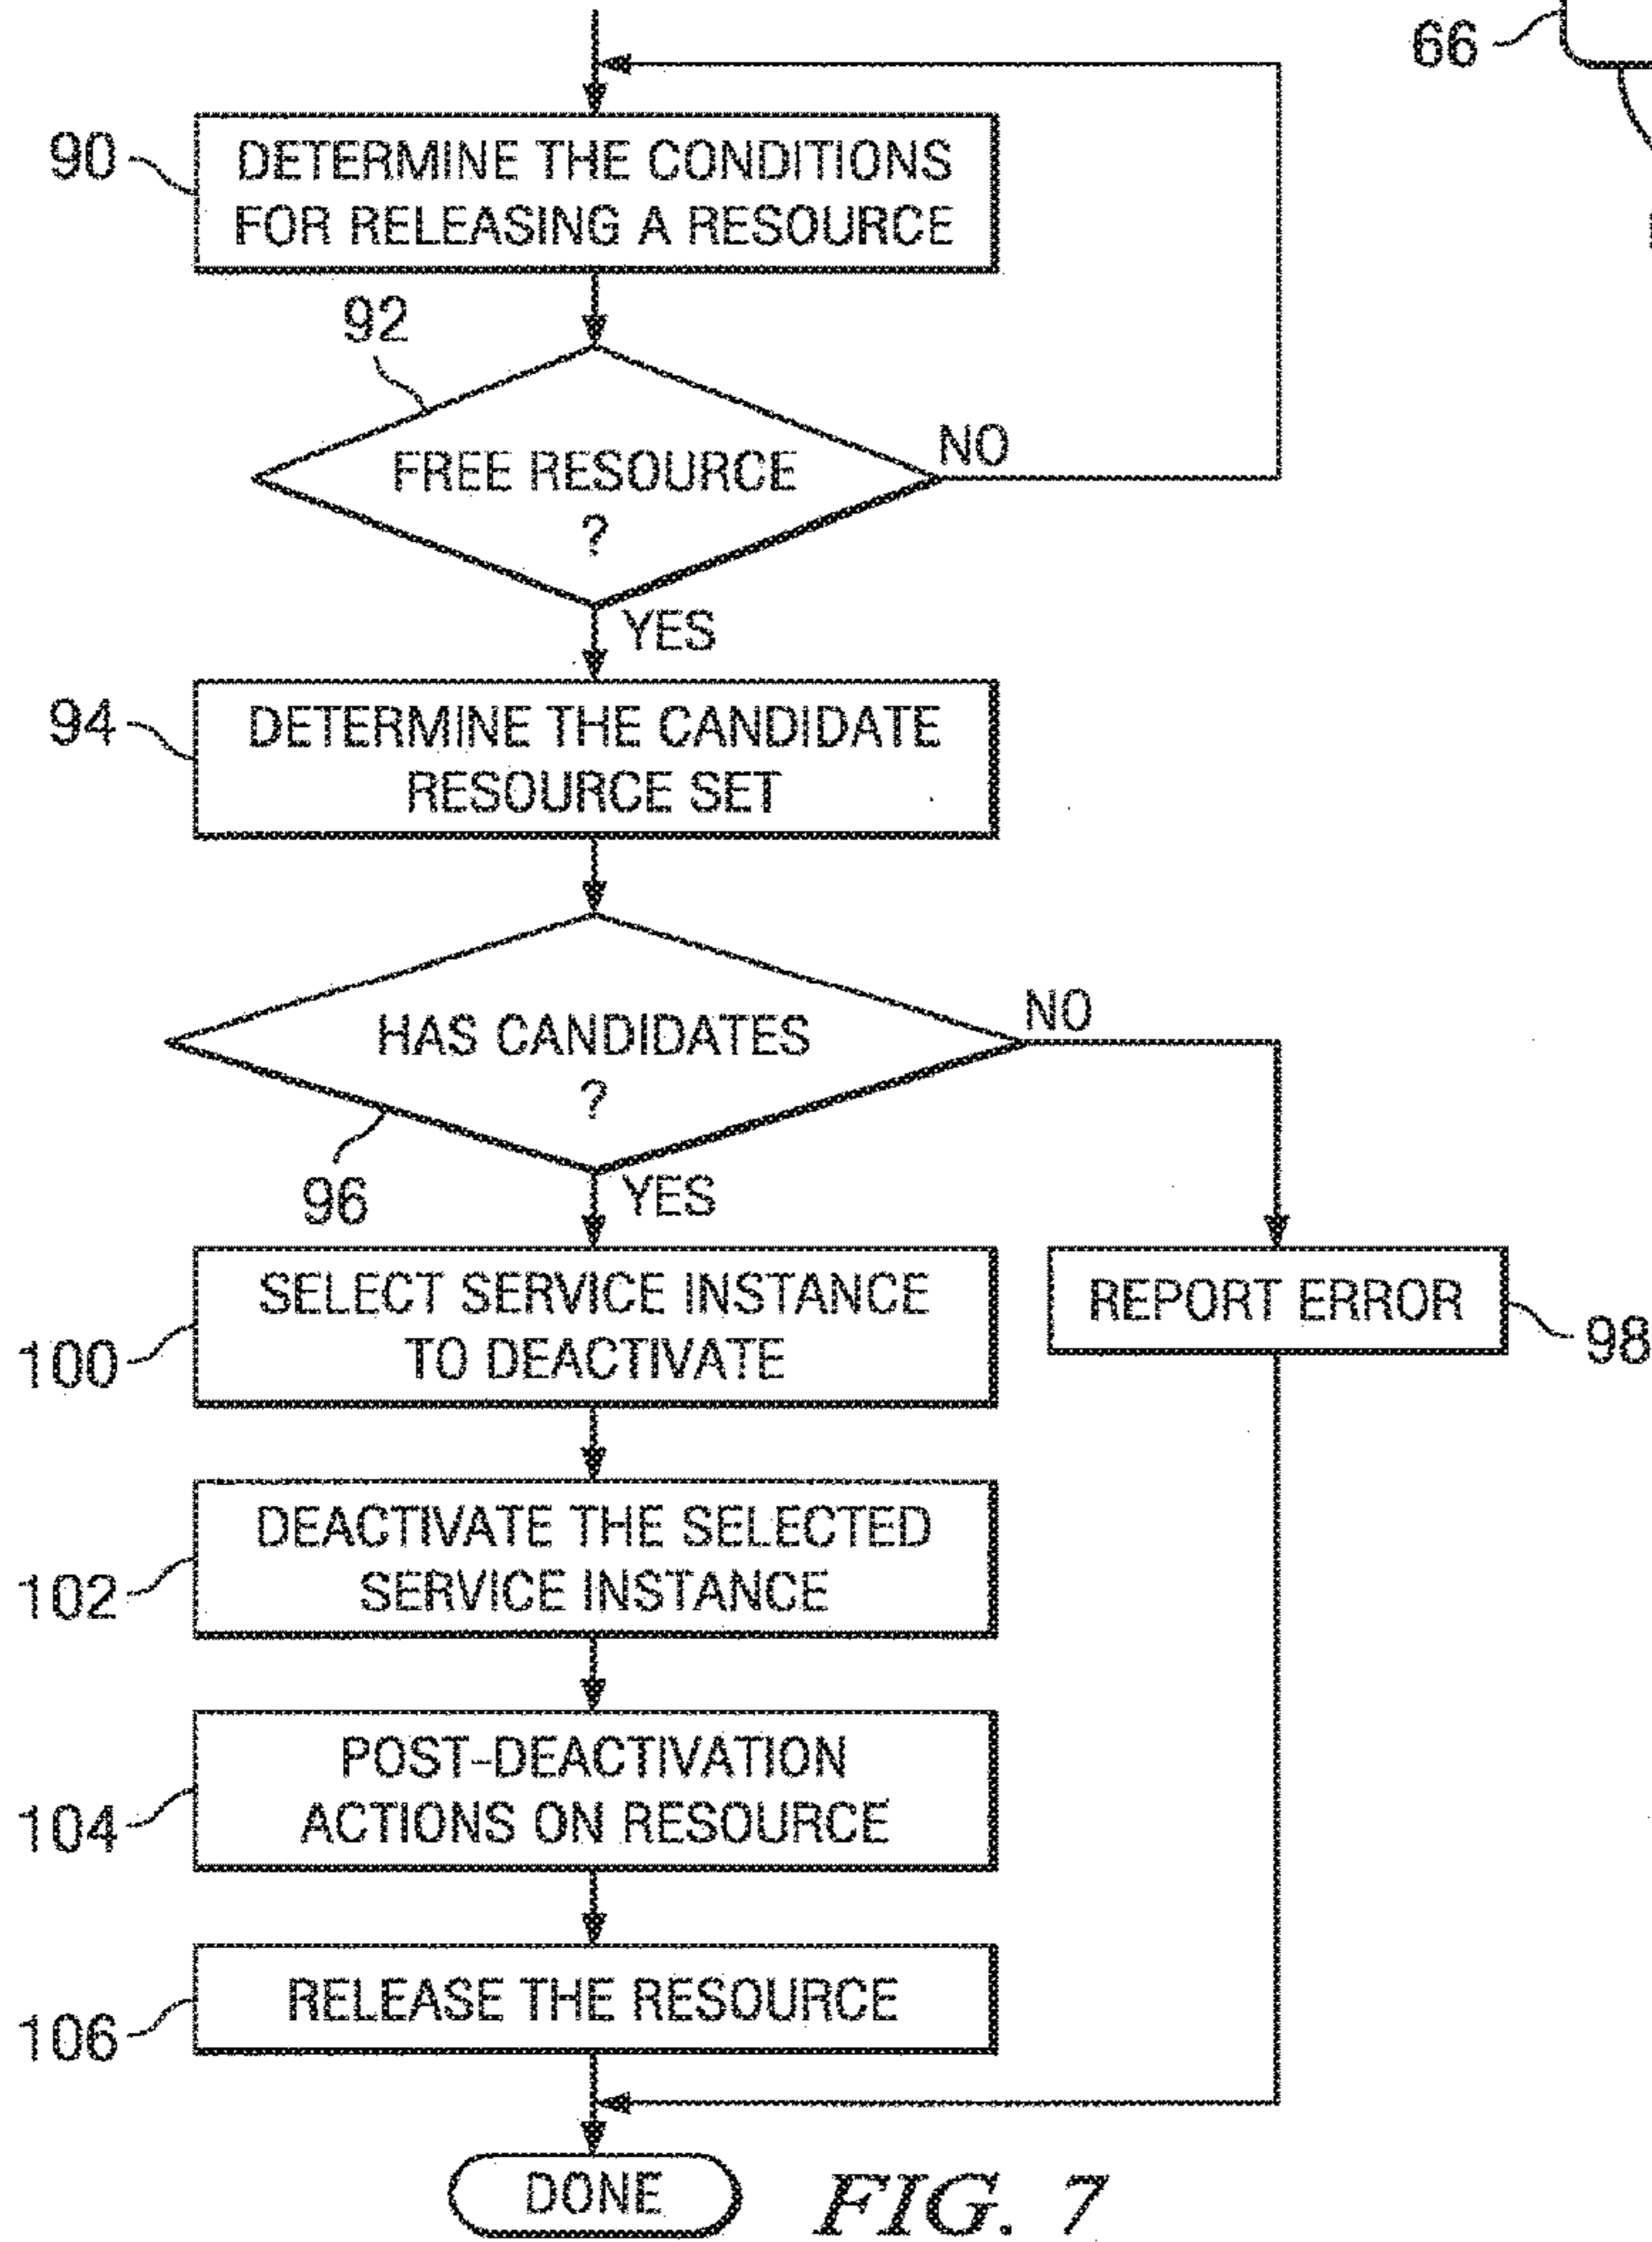 66
90
DETERMINE THE CONDITIONS
FOR RELEASING A RESOURCE
92
FREE RESOURCE
?
NO
YES
94
DETERMINE THE CANDIDATE
RESOURCE SET
HAS CANDIDATES
?
NO
96
YES
100
SELECT SERVICE INSTANCE
TO DEACTIVATE
REPORT ERROR
98
102
DEACTIVATE THE SELECTED
SERVICE INSTANCE
104
POST-DEACTIVATION
ACTIONS ON RESOURCE
106
RELEASE THE RESOURCE
DONE
FIG. 7